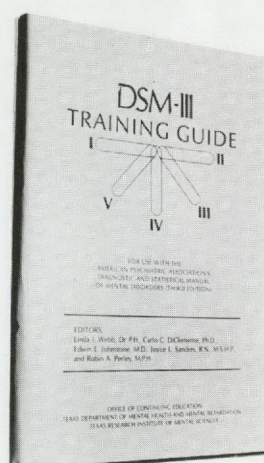 DSM-III
TRAINING GUIDE
I
II
V
III
IV
FOR USE WITH THE
AMERICAN PSYCHIATRIC ASSOCIATION'S
DIAGNOSTIC AND STATISTICAL MANUAL
OF MENTAL DISORDERS (THIRD EDITION)
EDITORS
Linda J. Webb, Dr.P.H., Carlo C. DiClemente, Ph.D.
Edwin E. Johnstone, M.D., Joyce L. Sanders, R.N., M.S.H.P.
and Robin A. Perley, M.P.H.
OFFICE OF CONTINUING EDUCATION
TEXAS DEPARTMENT OF MENTAL HEALTH AND MENTAL RETARDATION
TEXAS RESEARCH INSTITUTE OF MENTAL SCIENCES